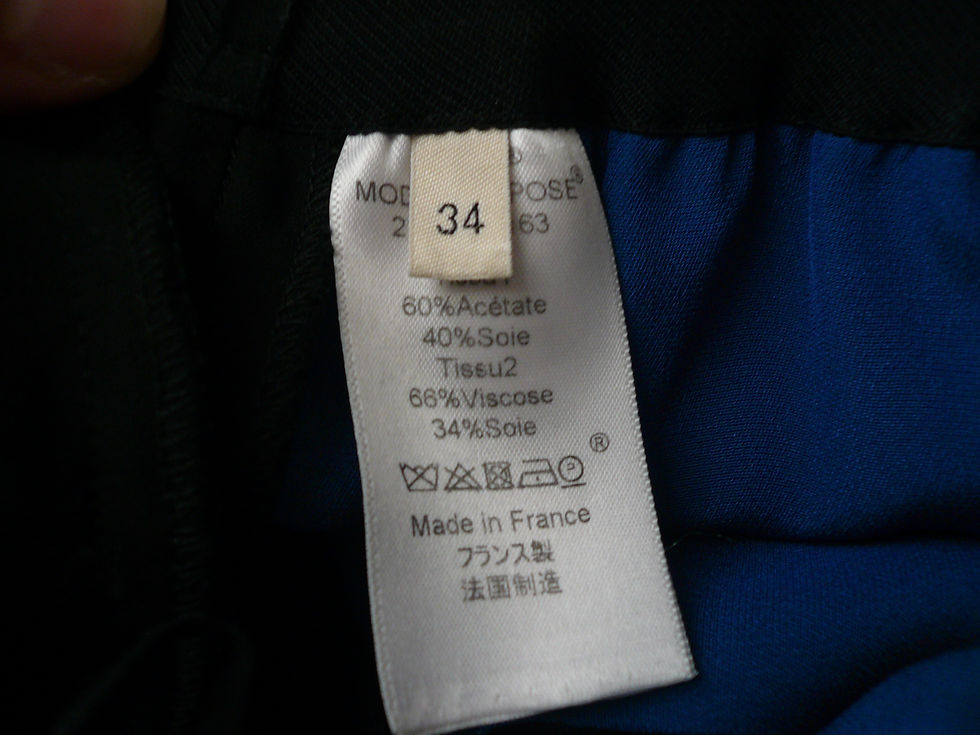 34
60%Acétate
40%Soie
Tissu2
66%Viscose
34%Soie
®
P
Made in France
フランス製
法国制造